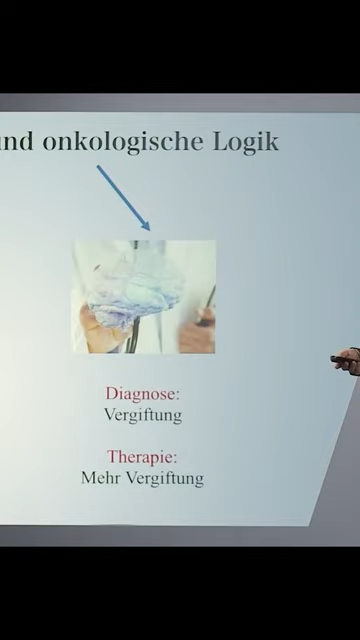 und onkologische Logik
Diagnose:
Vergiftung
Therapie:
Mehr Vergiftung